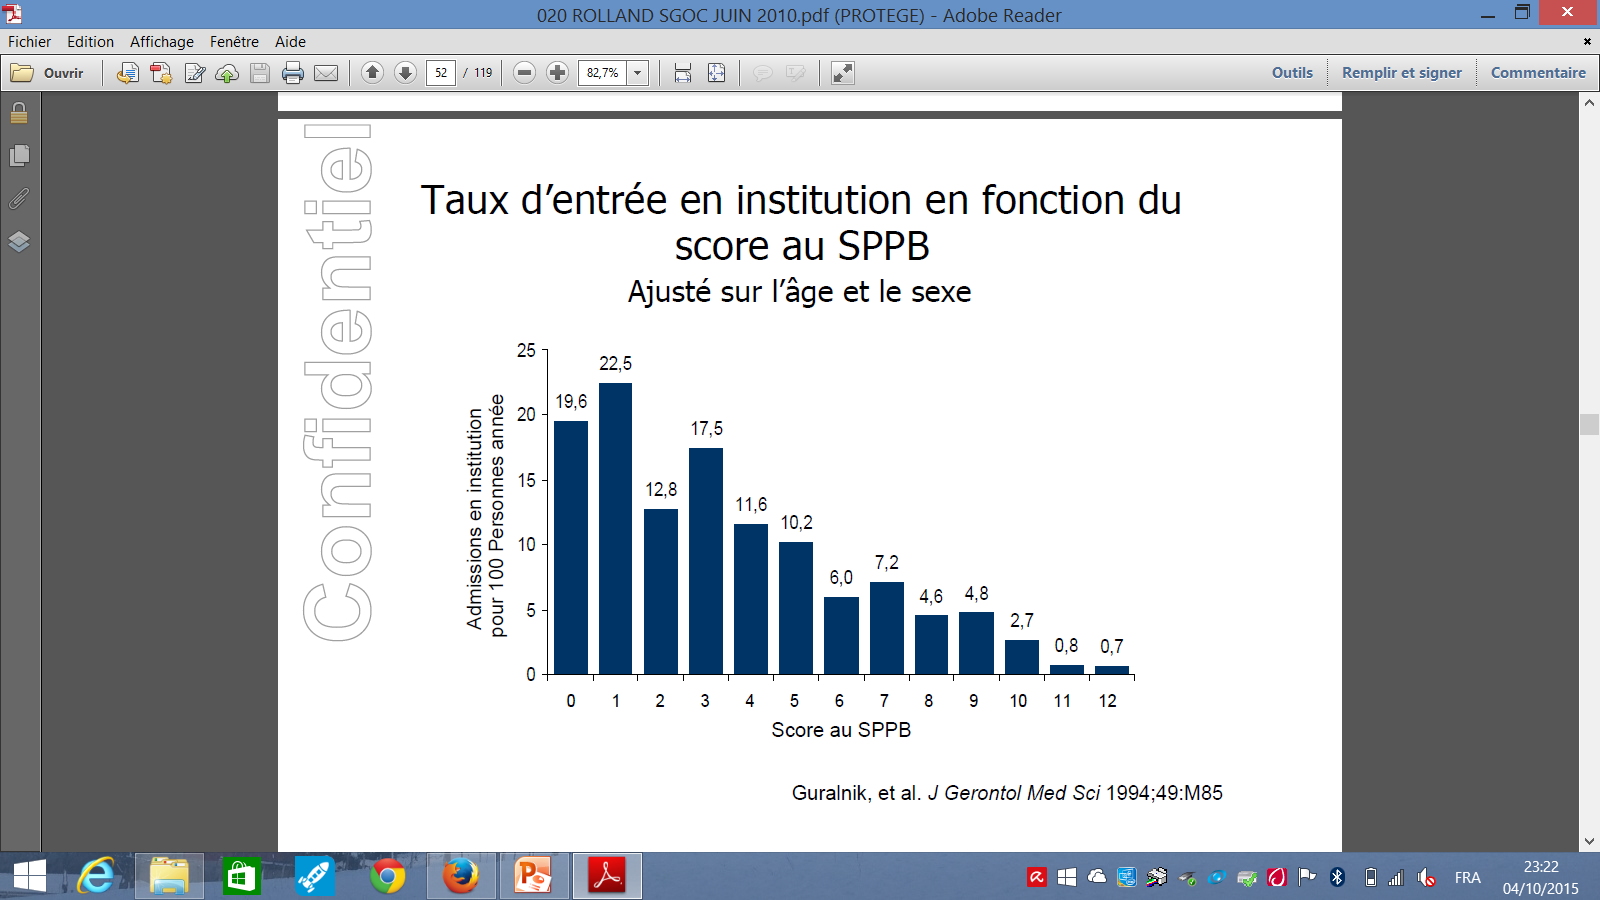 020 ROLLAND SGOC JUIN 2010.pdf (PROTEGE) - Adobe Reader
Fichier Edition Affichage Fenêtre Aide
Ouvrir 52 / 119 82,7% Outils Remplir et signer Commentaire
Confidentiel
Taux d’entrée en institution en fonction du
score au SPPB
Ajusté sur l’âge et le sexe
Admissions en institution
pour 100 Personnes année
25
20
15
10
5
0
19,6
22,5
12,8
17,5
11,6
10,2
6,0
7,2
4,6
4,8
2,7
0,8
0,7
0 1 2 3 4 5 6 7 8 9 10 11 12
Score au SPPB
Guralnik, et al. J Gerontol Med Sci 1994;49:M85
FRA
23:22
04/10/2015